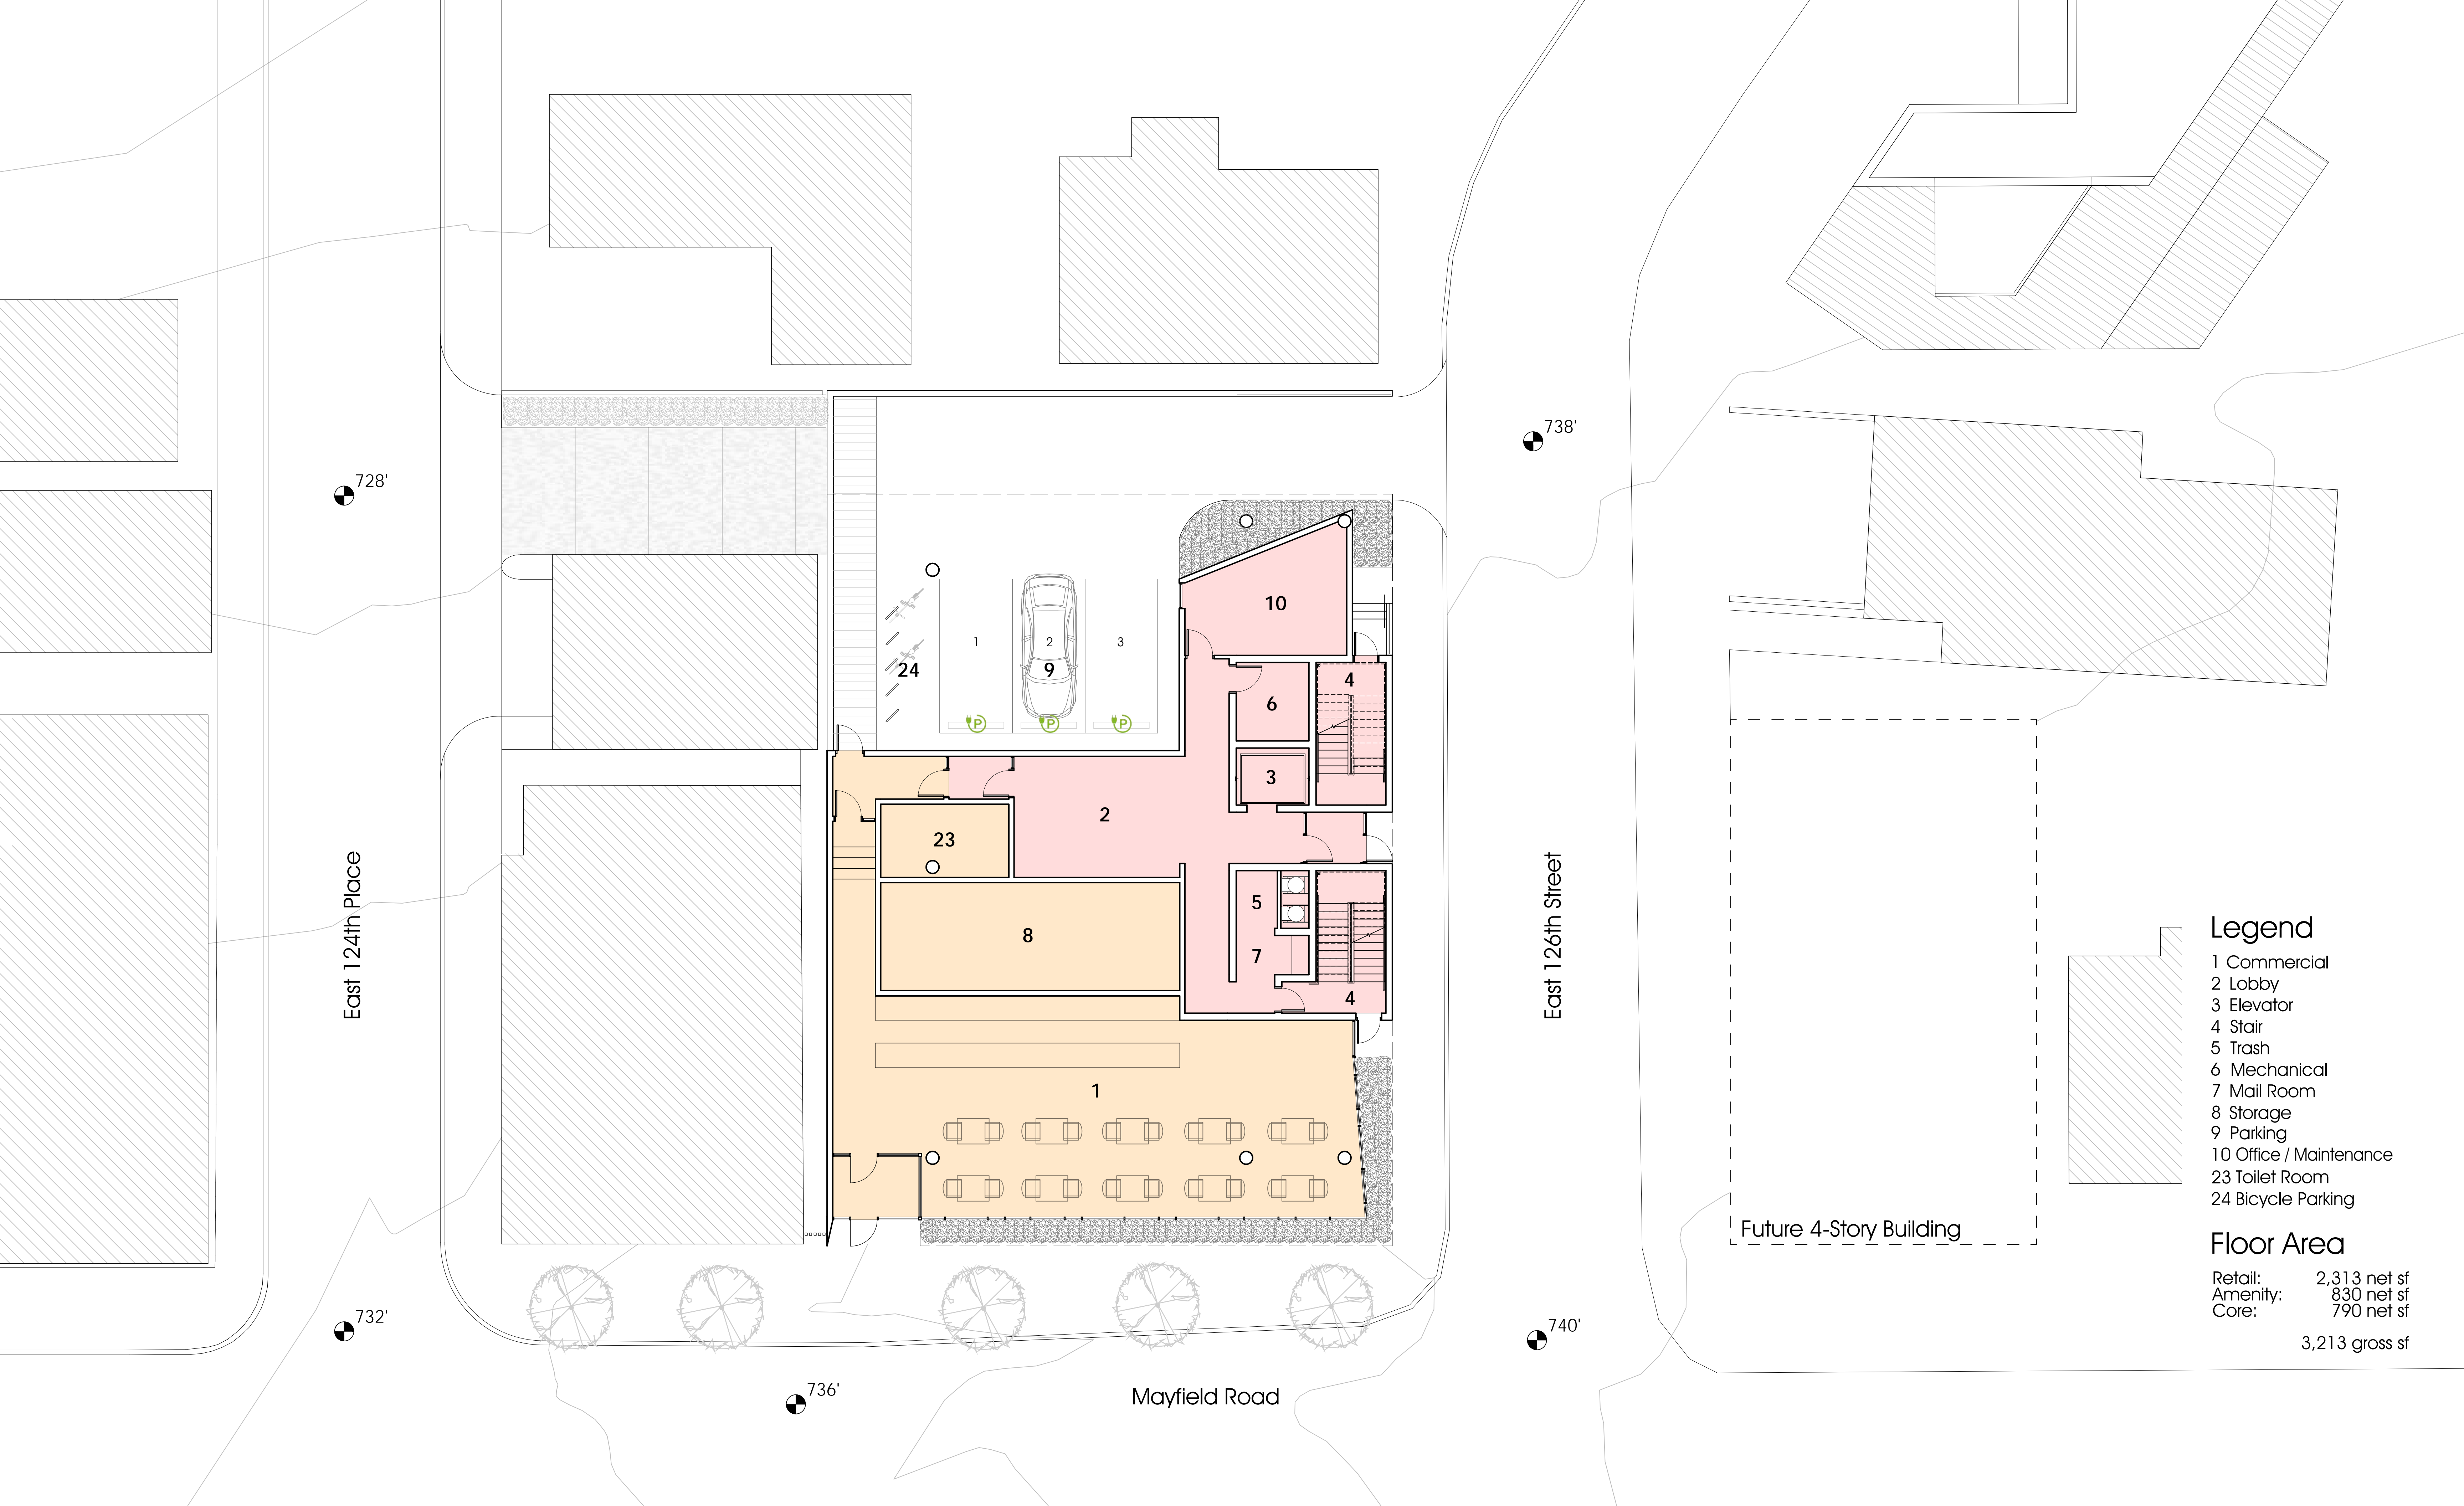 738'
728'
10
1
2
3
24
9
4
6
P
P
P
3
2
23
5
8
7
4
1
East 124th Place
East 126th Street
Mayfield Road
732'
736'
740'
Future 4-Story Building
Legend
1 Commercial
2 Lobby
3 Elevator
4 Stair
5 Trash
6 Mechanical
7 Mail Room
8 Storage
9 Parking
10 Office / Maintenance
23 Toilet Room
24 Bicycle Parking
Floor Area
Retail: 2,313 net sf
Amenity: 830 net sf
Core: 790 net sf
3,213 gross sf